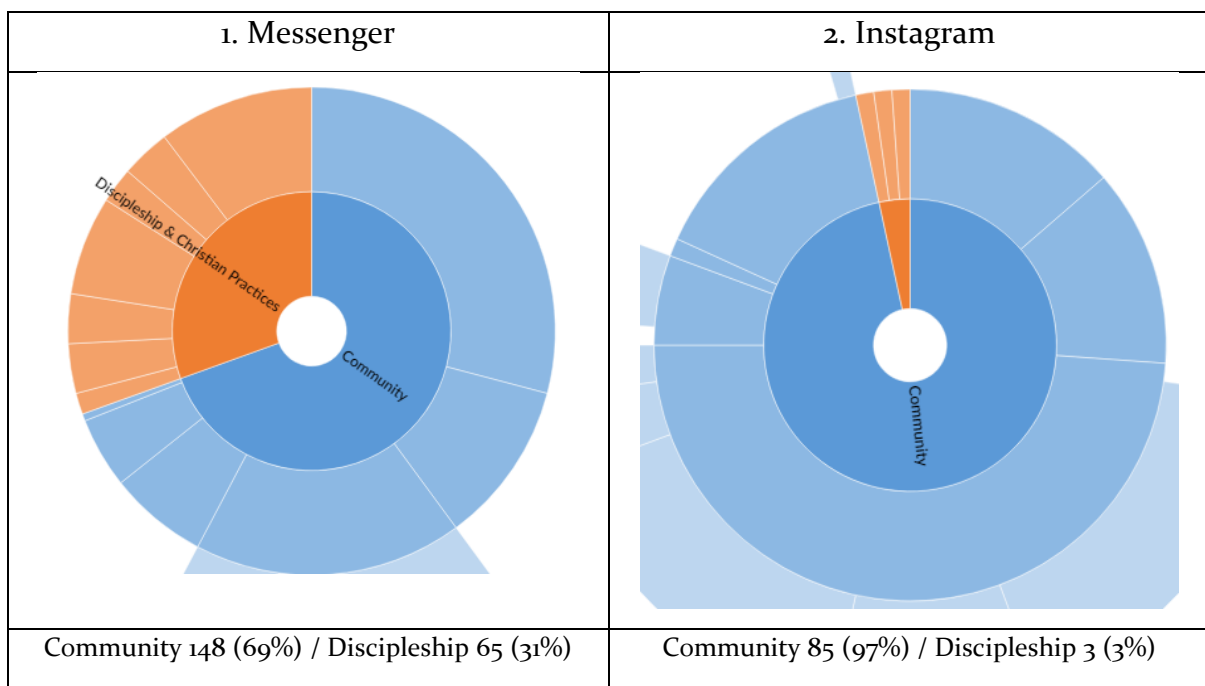 1. Messenger
2. Instagram
Discipleship & Christian Practices
Community
Community
Community 148 (69%) / Discipleship 65 (31%)
Community 85 (97%) / Discipleship 3 (3%)